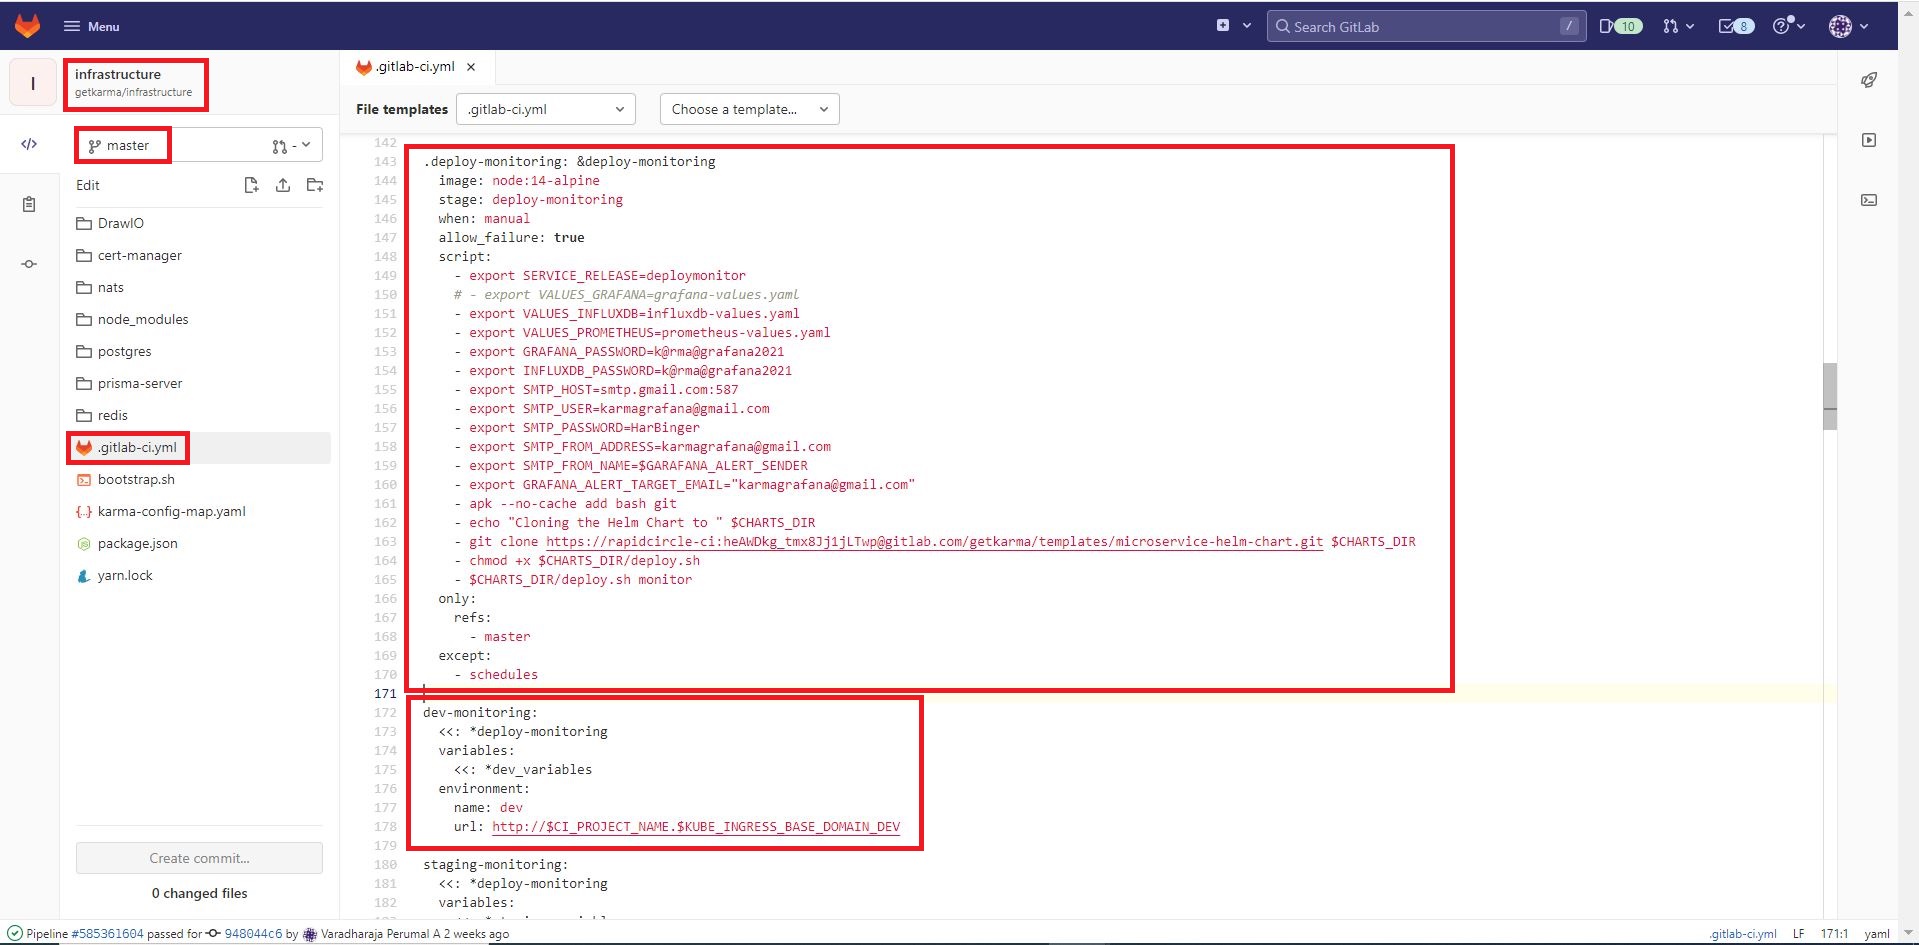 Menu
Search GitLab
/
10
8
I
infrastructure
getkarma/infrastructure
master
-
Edit
DrawIO
cert-manager
nats
node_modules
postgres
prisma-server
redis
.gitlab-ci.yml
bootstrap.sh
karma-config-map.yaml
package.json
yarn.lock
Create commit...
0 changed files
.gitlab-ci.yml
File templates
.gitlab-ci.yml
Choose a template...
142
143 .deploy-monitoring: &deploy-monitoring
144 image: node:14-alpine
145 stage: deploy-monitoring
146 when: manual
147 allow_failure: true
148 script:
149 - export SERVICE_RELEASE=deploymonitor
150 # - export VALUES_GRAFANA=grafana-values.yaml
151 - export VALUES_INFLUXDB=influxdb-values.yaml
152 - export VALUES_PROMETHEUS=prometheus-values.yaml
153 - export GRAFANA_PASSWORD=k@rma@grafana2021
154 - export INFLUXDB_PASSWORD=k@rma@grafana2021
155 - export SMTP_HOST=smtp.gmail.com:587
156 - export SMTP_USER=karmagrafana@gmail.com
157 - export SMTP_PASSWORD=HarBinger
158 - export SMTP_FROM_ADDRESS=karmagrafana@gmail.com
159 - export SMTP_FROM_NAME=$GARAFANA_ALERT_SENDER
160 - export GRAFANA_ALERT_TARGET_EMAIL="karmagrafana@gmail.com"
161 - apk --no-cache add bash git
162 - echo "Cloning the Helm Chart to " $CHARTS_DIR
163 - git clone https://rapidcircle-ci:heAWDkg_tmx8Jj1jLTwp@gitlab.com/getkarma/templates/microservice-helm-chart.git $CHARTS_DIR
164 - chmod +x $CHARTS_DIR/deploy.sh
165 - $CHARTS_DIR/deploy.sh monitor
166 only:
167 refs:
168 - master
169 except:
170 - schedules
171
172 dev-monitoring:
173 <<: *deploy-monitoring
174 variables:
175 <<: *dev_variables
176 environment:
177 name: dev
178 url: http://$CI_PROJECT_NAME.$KUBE_INGRESS_BASE_DOMAIN_DEV
179
180 staging-monitoring:
181 <<: *deploy-monitoring
182 variables:
Pipeline #585361604 passed for 948044c6 by Varadharaja Perumal A 2 weeks ago
.gitlab-ci.yml LF 171:1 yaml